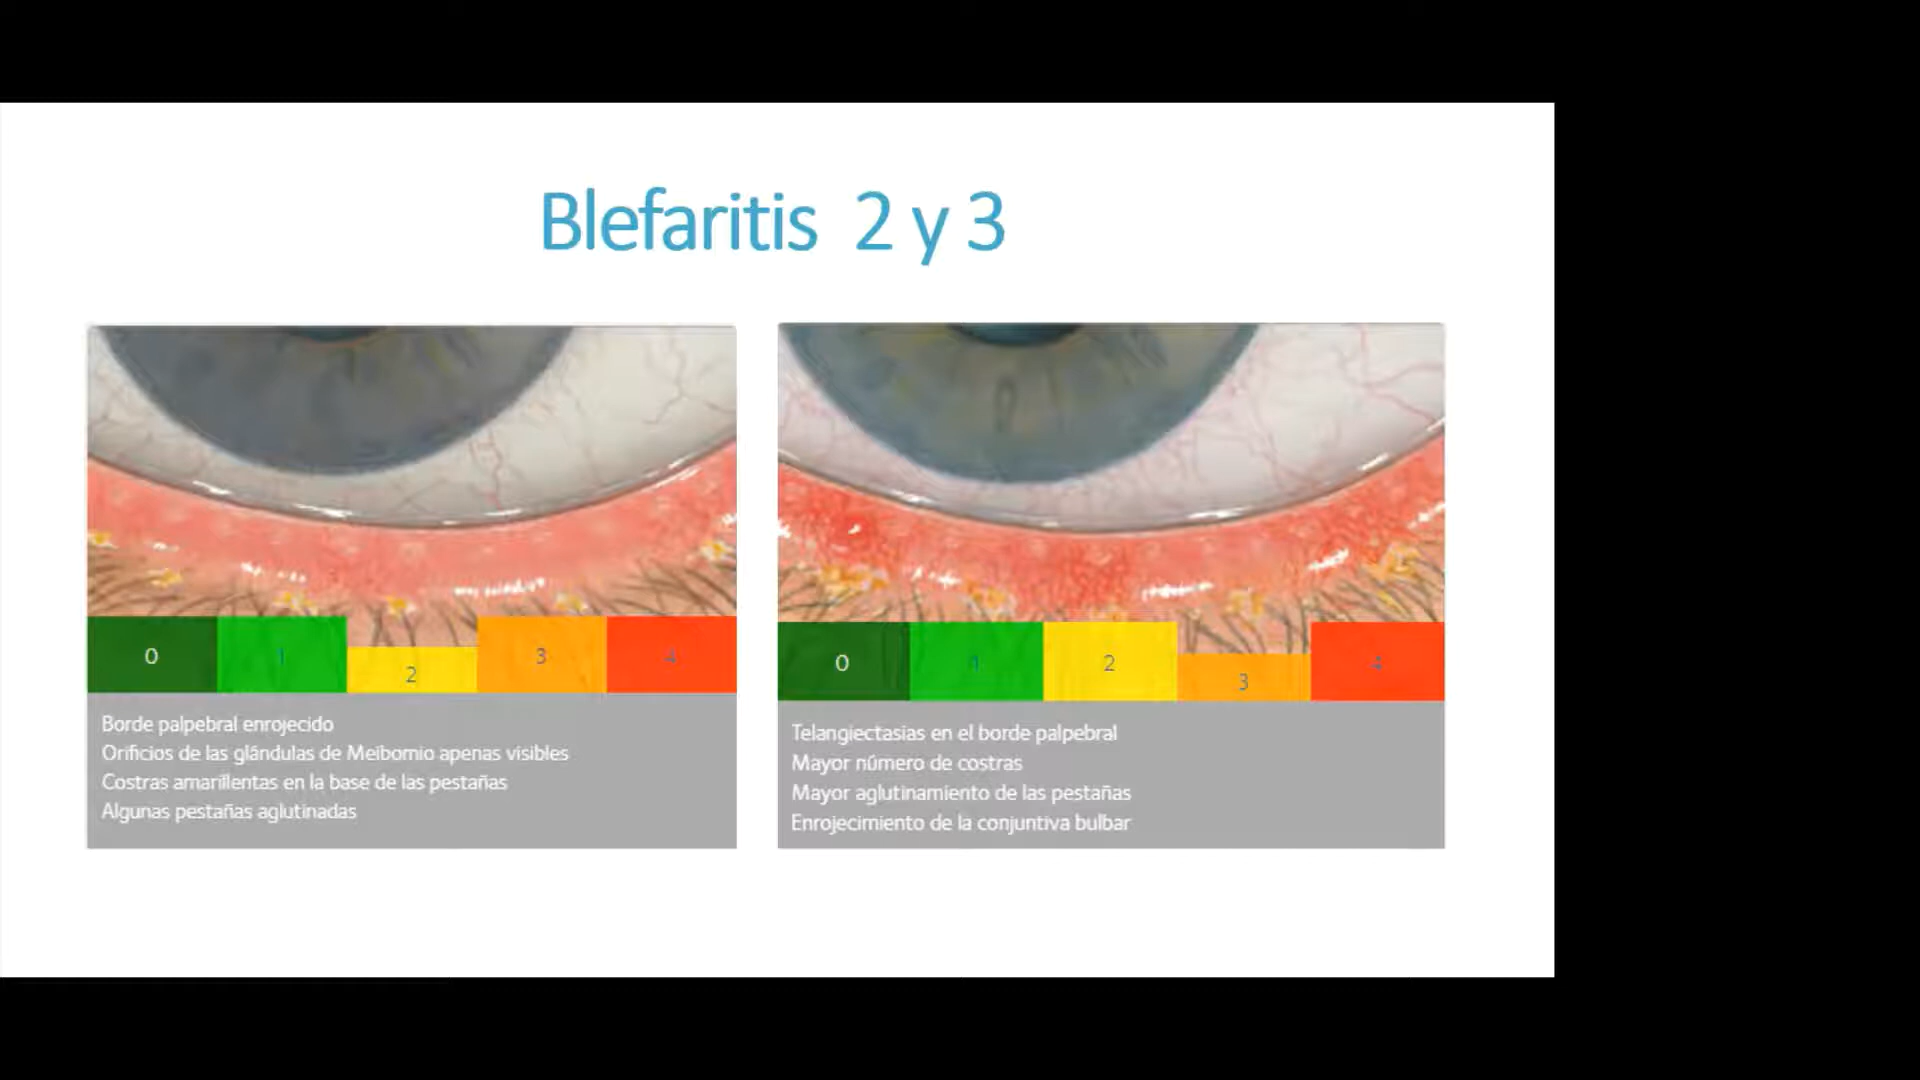 Blefaritis 2 y 3
0 1 2 3 4
Borde palpebral enrojecido
Orificios de las glándulas de Meibomio apenas visibles
Costras amarillentas en la base de las pestañas
Algunas pestañas aglutinadas
0 1 2 3 4
Telangiectasias en el borde palpebral
Mayor número de costras
Mayor aglutinamiento de las pestañas
Enrojecimiento de la conjuntiva bulbar